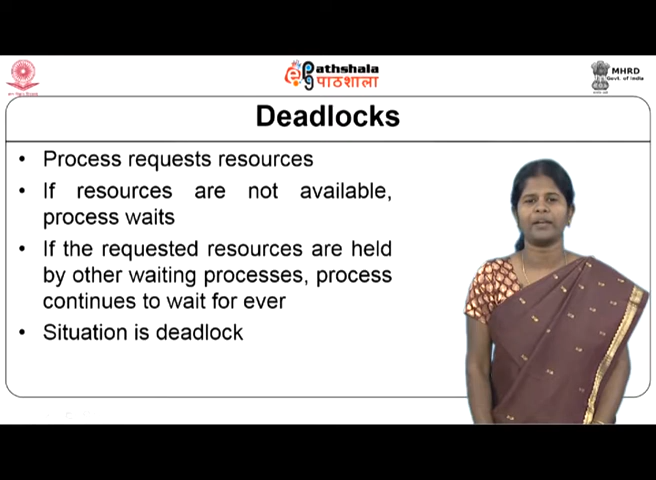 ePathshala
पाठशाला
MHRD
Govt. of India
Deadlocks
• Process requests resources
• If resources are not available,
process waits
• If the requested resources are held
by other waiting processes, process
continues to wait for ever
• Situation is deadlock